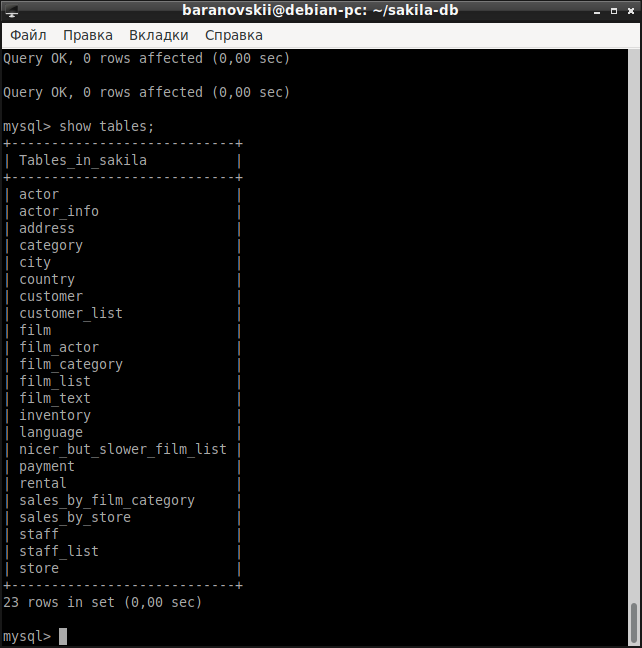 baranovskii@debian-pc: ~/sakila-db
Файл Правка Вкладки Справка
Query OK, 0 rows affected (0,00 sec)
Query OK, 0 rows affected (0,00 sec)
mysql> show tables;
+----------------------------+
| Tables_in_sakila           |
+----------------------------+
| actor                      |
| actor_info                 |
| address                    |
| category                   |
| city                       |
| country                    |
| customer                   |
| customer_list              |
| film                       |
| film_actor                 |
| film_category              |
| film_list                  |
| film_text                  |
| inventory                  |
| language                   |
| nicer_but_slower_film_list |
| payment                    |
| rental                     |
| sales_by_film_category     |
| sales_by_store             |
| staff                      |
| staff_list                 |
| store                      |
+----------------------------+
23 rows in set (0,00 sec)
mysql>